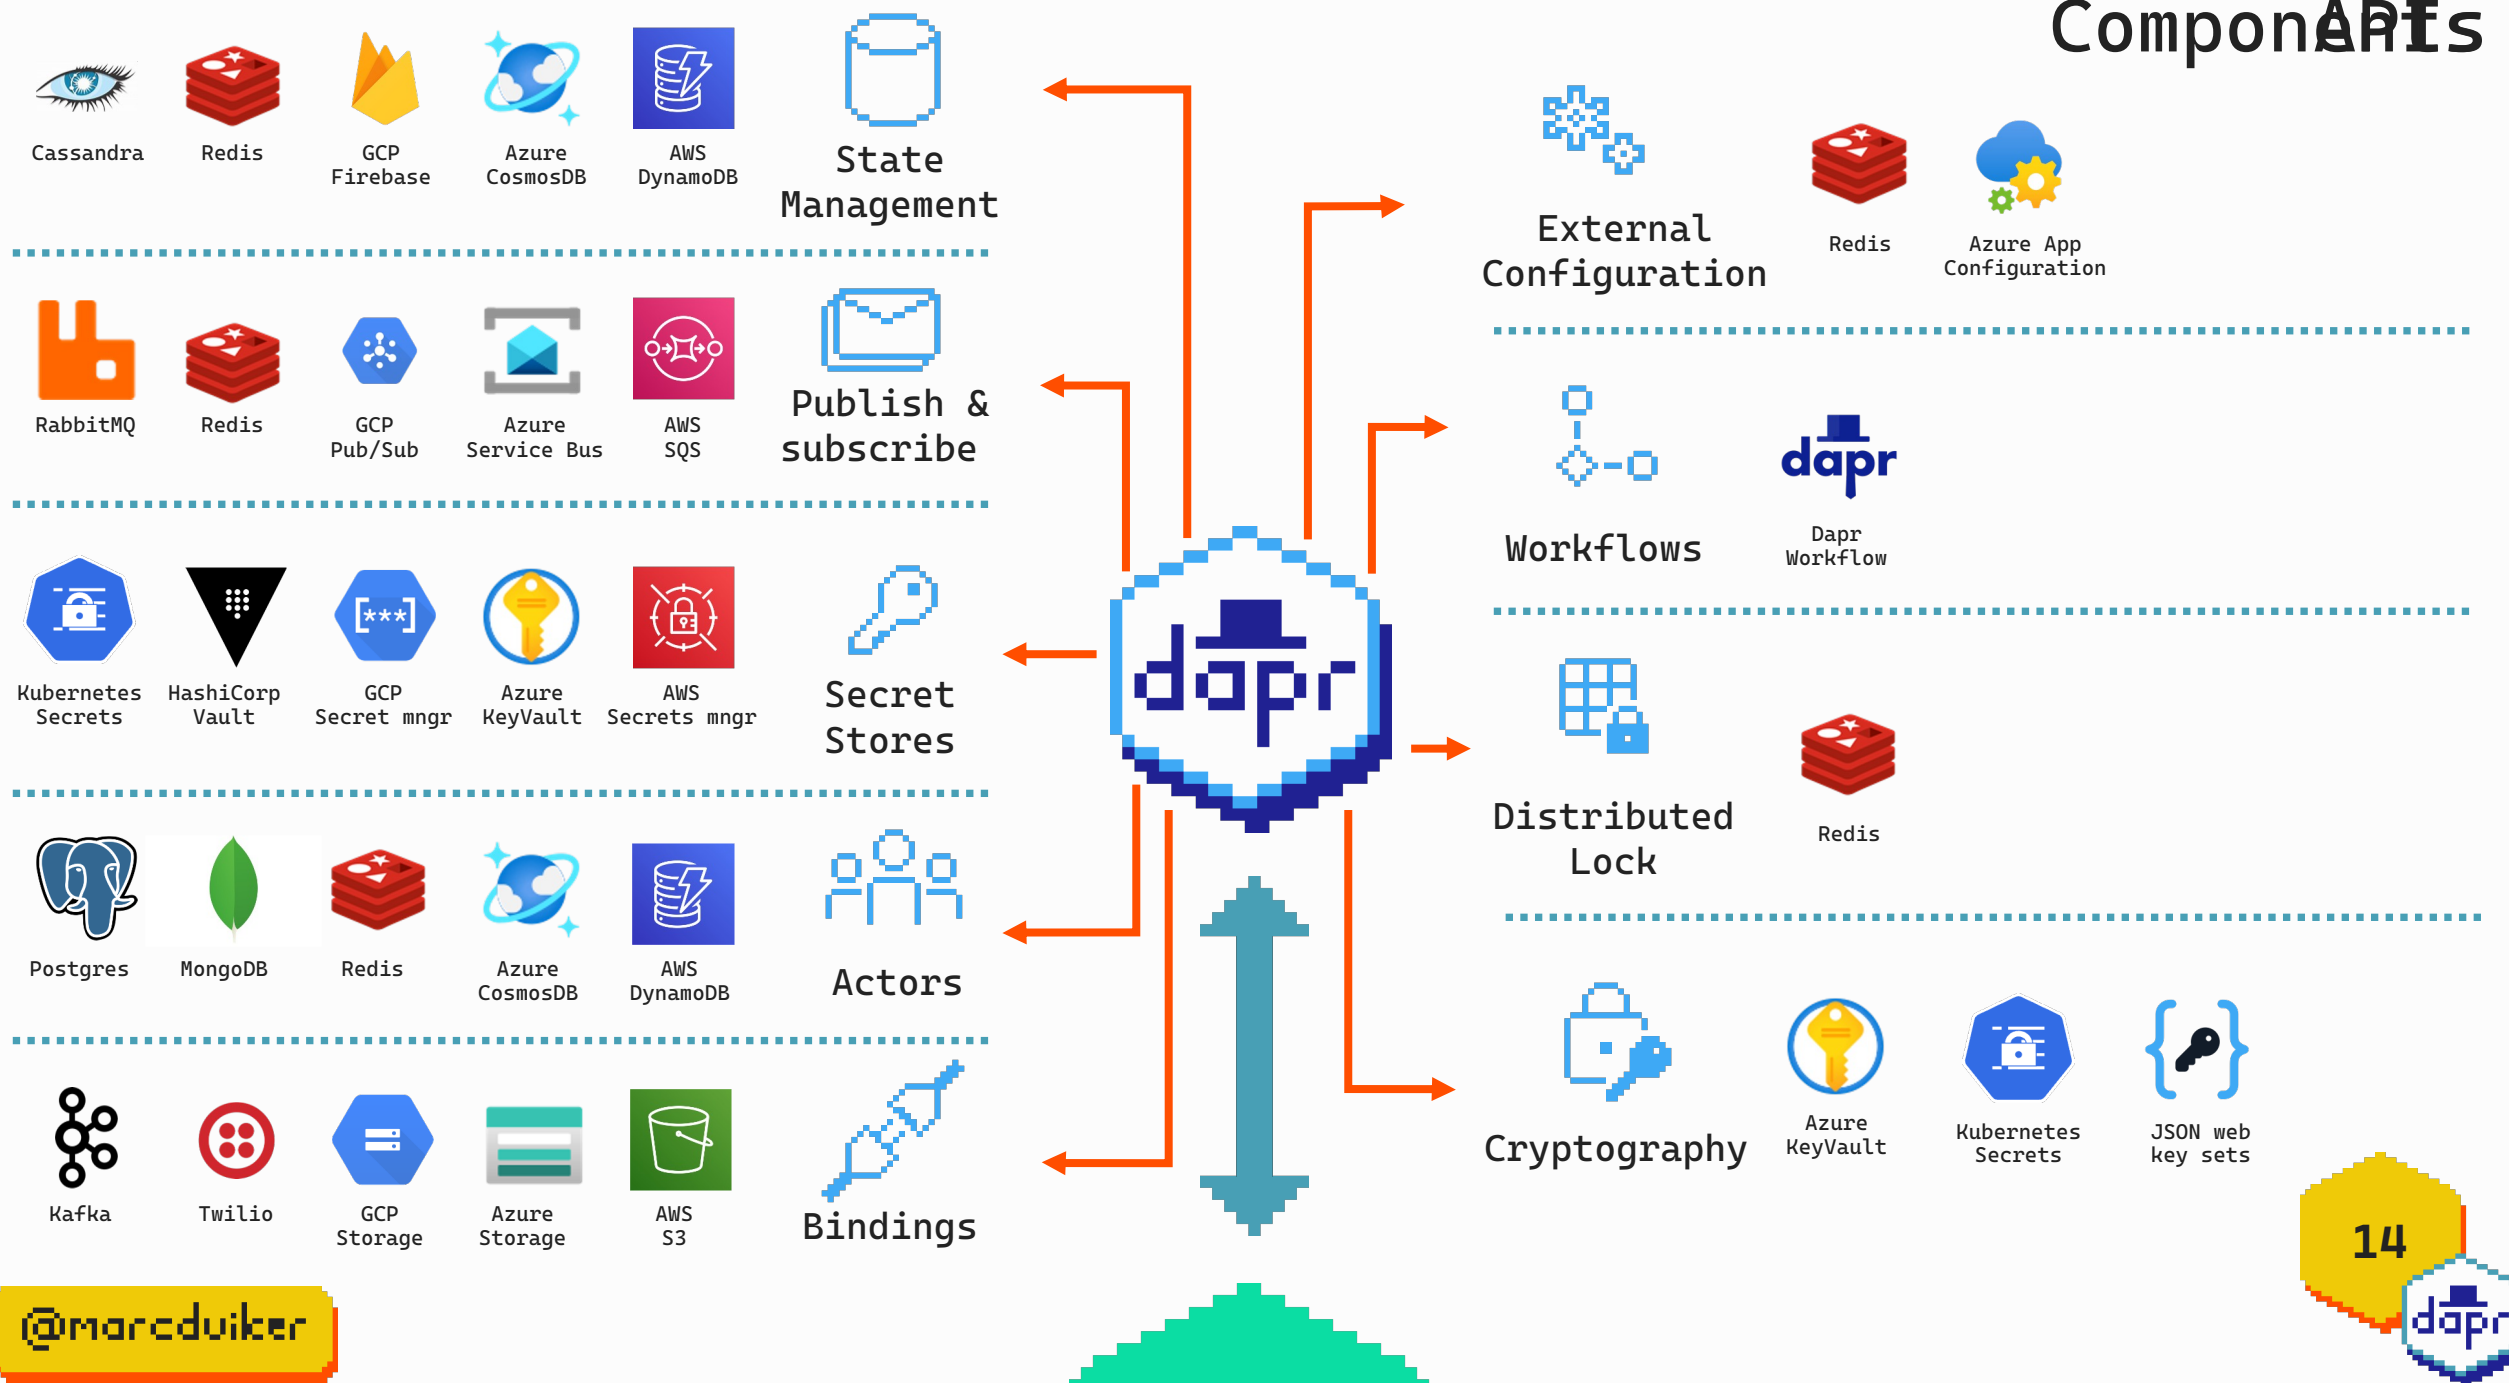 Components
API
Cassandra
Redis
GCP
Firebase
Azure
CosmosDB
AWS
DynamoDB
State
Management
RabbitMQ
Redis
GCP
Pub/Sub
Azure
Service Bus
AWS
SQS
Publish &
subscribe
[***]
Kubernetes
Secrets
HashiCorp
Vault
GCP
Secret mngr
Azure
KeyVault
AWS
Secrets mngr
Secret
Stores
Postgres
MongoDB
Redis
Azure
CosmosDB
AWS
DynamoDB
Actors
Kafka
Twilio
GCP
Storage
Azure
Storage
AWS
S3
Bindings
dapr
External
Configuration
Redis
Azure App
Configuration
Workflows
dapr
Dapr
Workflow
Distributed
Lock
Redis
Cryptography
Azure
KeyVault
Kubernetes
Secrets
JSON web
key sets
@marcduiker
14
dapr